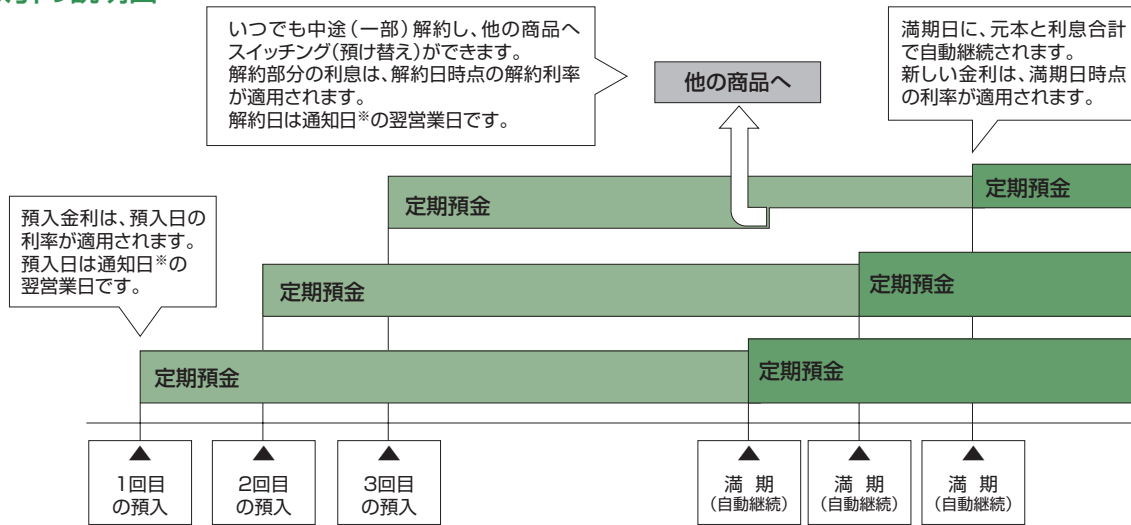 いつでも中途(一部)解約し、他の商品へ
スイッチング(預け替え)ができます。
解約部分の利息は、解約日時点の解約利率
が適用されます。
解約日は通知日※の翌営業日です。
他の商品へ
満期日に、元本と利息合計
で自動継続されます。
新しい金利は、満期日時点
の利率が適用されます。
預入金利は、預入日の
利率が適用されます。
預入日は通知日※の
翌営業日です。
定期預金
定期預金
定期預金
定期預金
定期預金
定期預金
1回目
の預入
2回目
の預入
3回目
の預入
満 期
(自動継続)
満 期
(自動継続)
満 期
(自動継続)